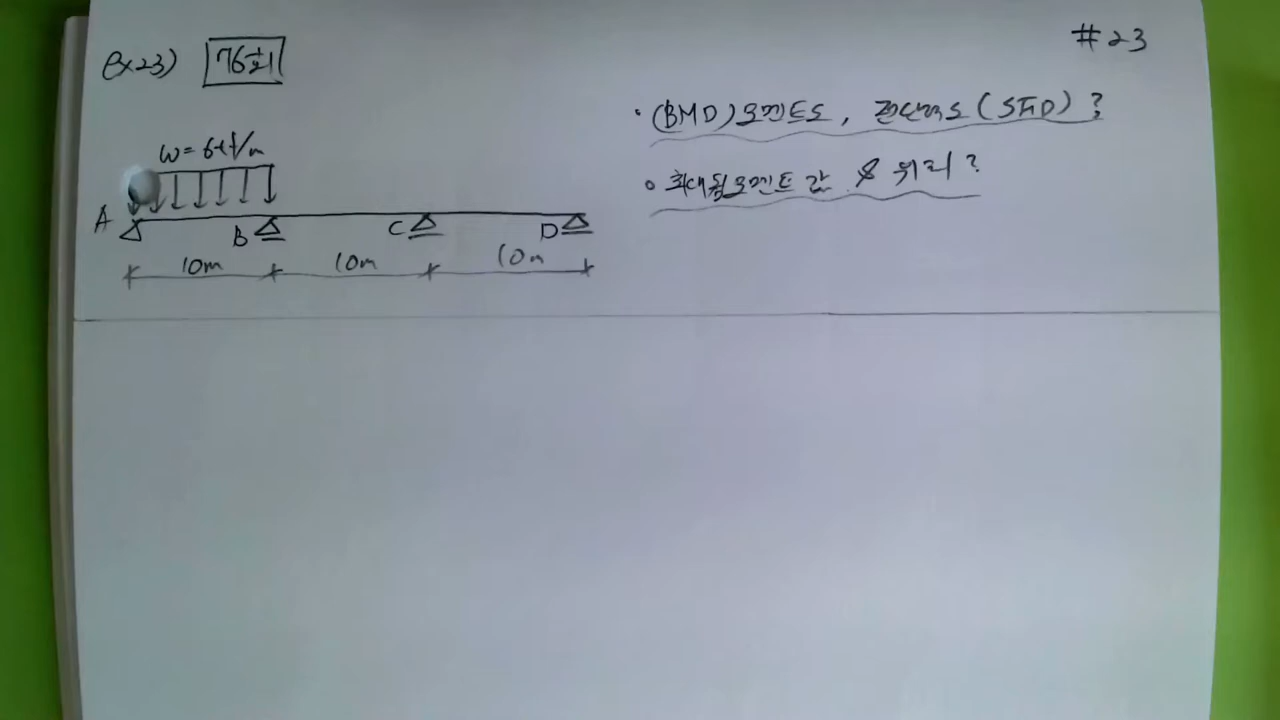 ex23) 76회
#23
• (BMD)모멘트도, 전단력도(SFD)?
• 최대휨모멘트 값 & 위치?
w=6tf/m
A B C D
10m 10m 10m